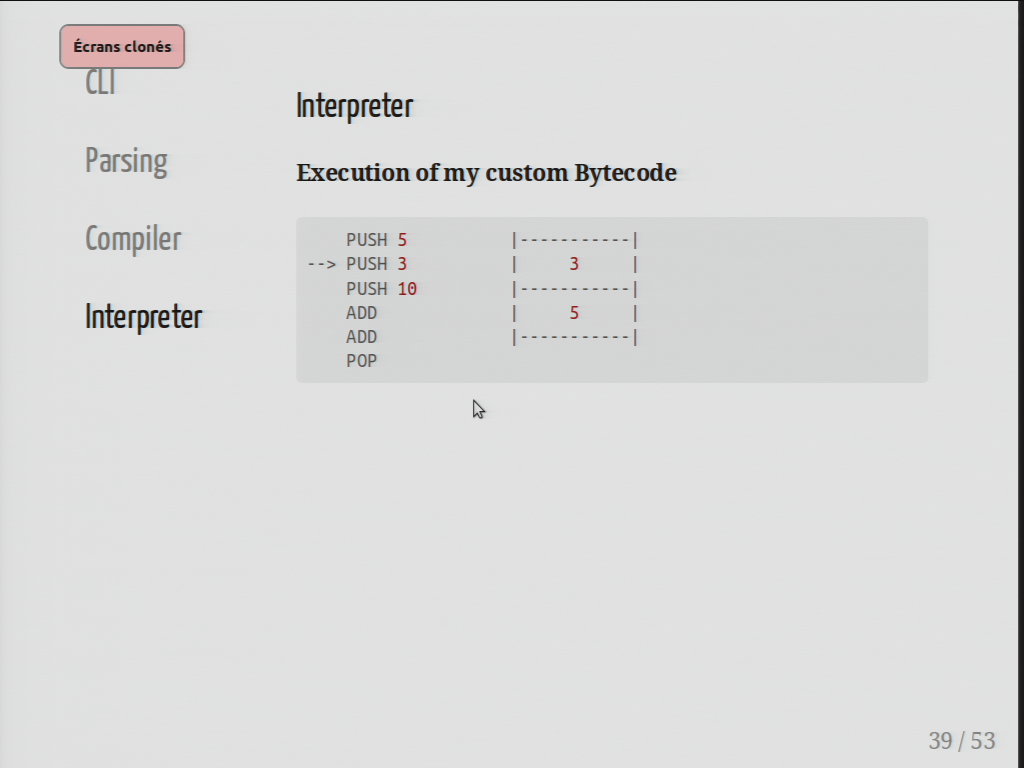 Écrans clonés
CLI
Parsing
Compiler
Interpreter
Interpreter
Execution of my custom Bytecode
    PUSH 5          |-----------|
--> PUSH 3          |     3     |
    PUSH 10         |-----------|
    ADD             |     5     |
    ADD             |-----------|
    POP
39 / 53